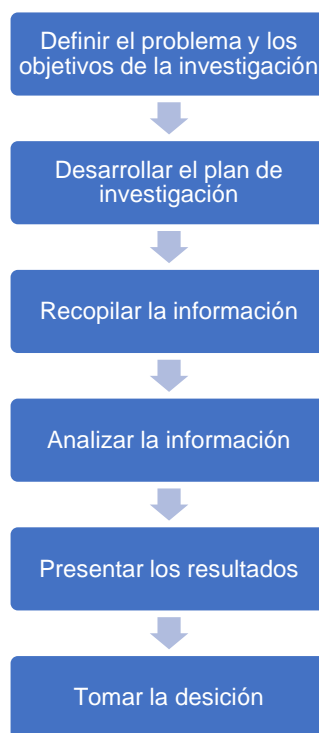 Definir el problema y los
objetivos de la investigación
Desarrollar el plan de
investigación
Recopilar la información
Analizar la información
Presentar los resultados
Tomar la desición